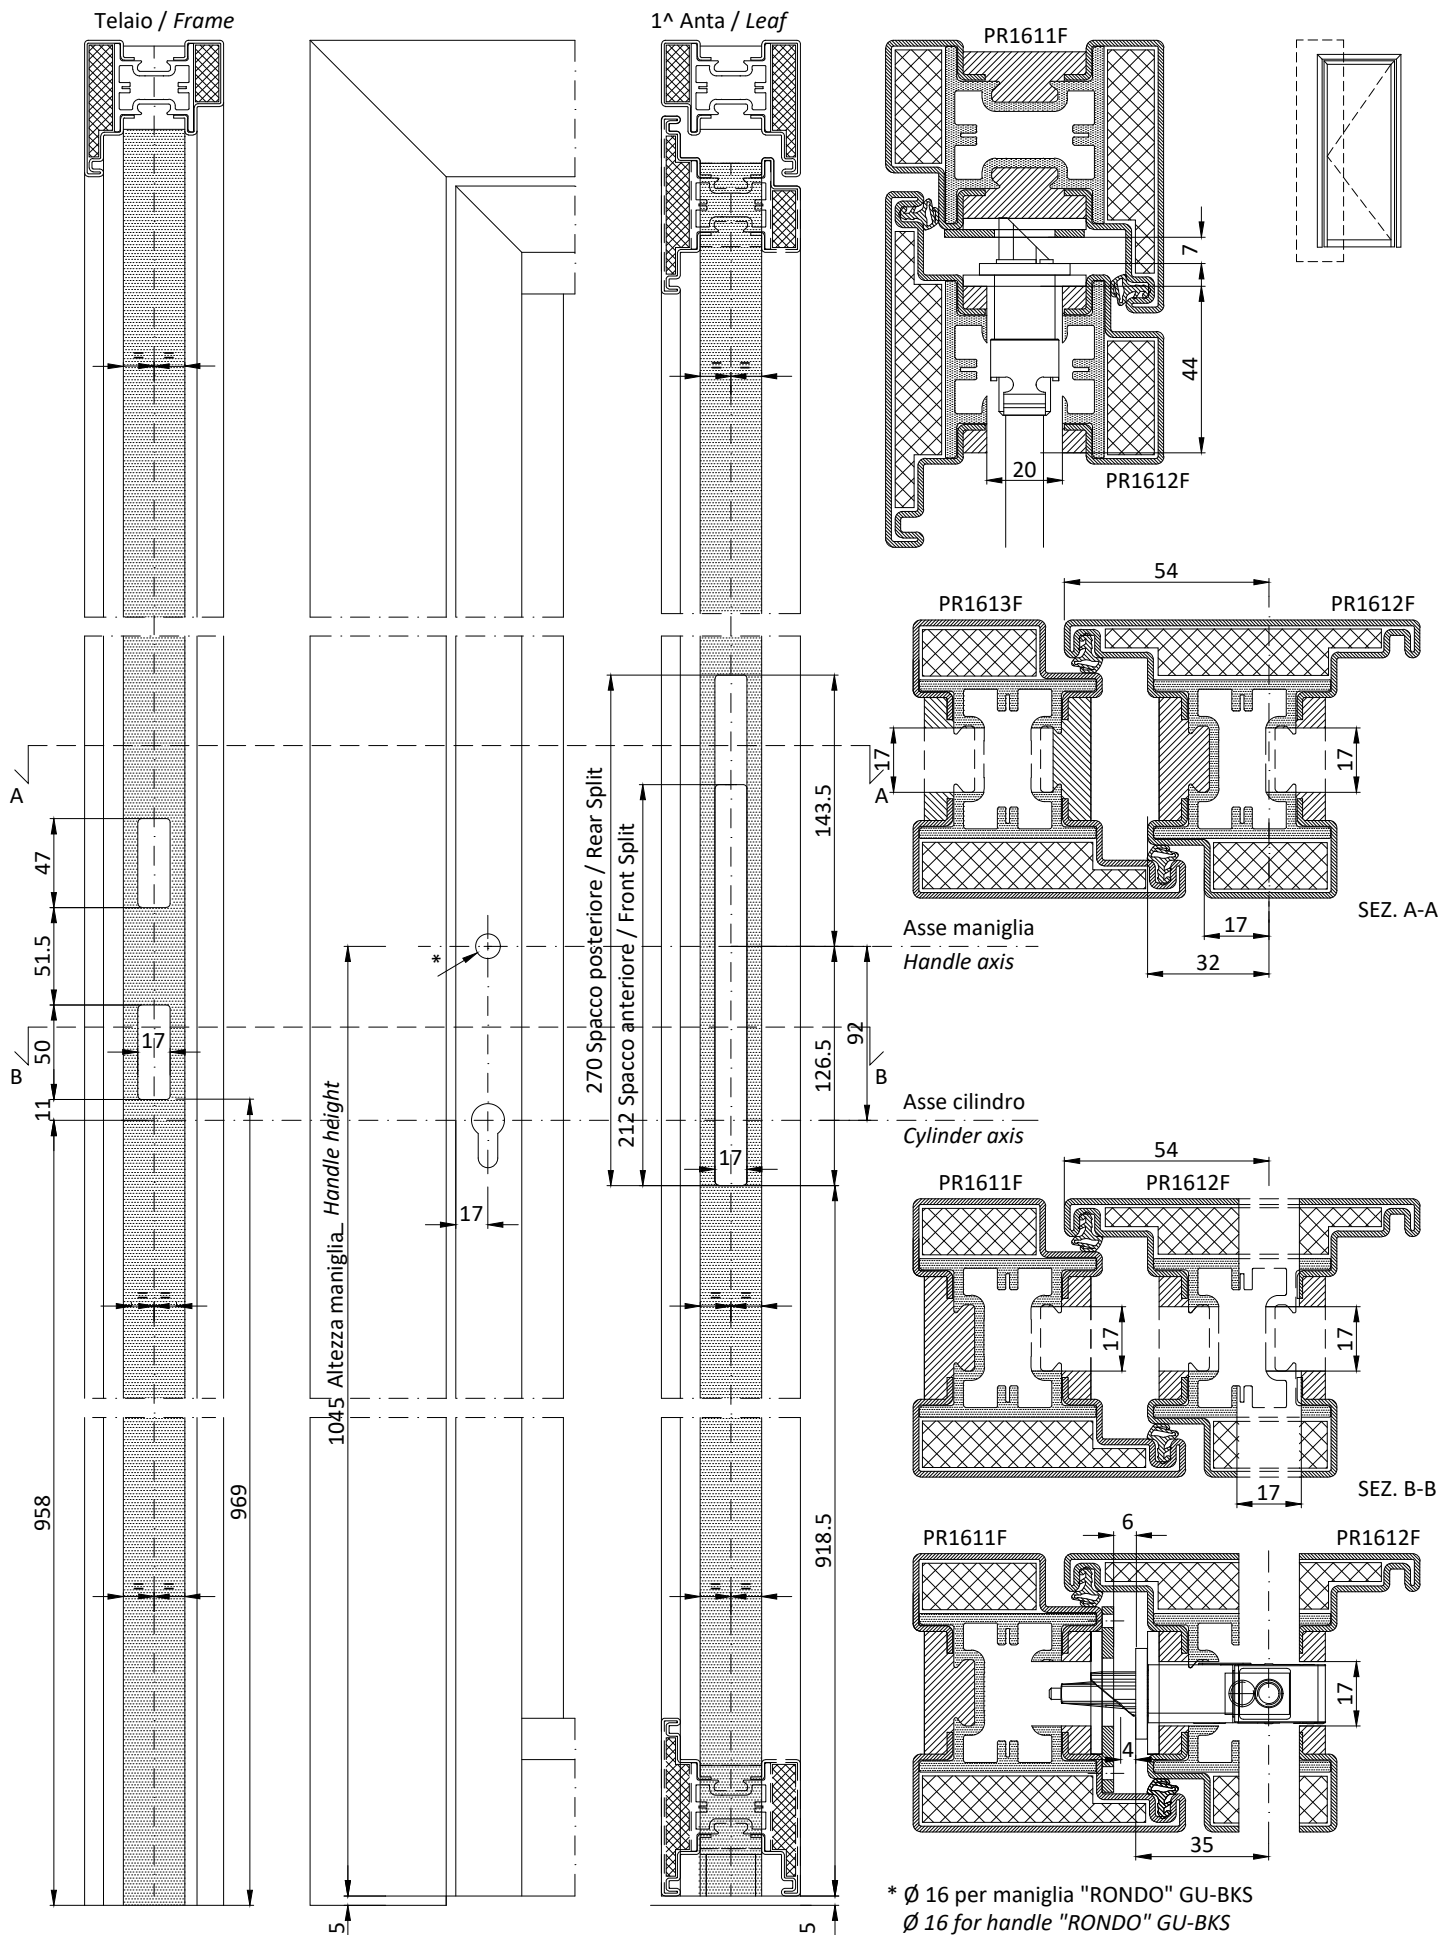 Telaio / Frame
1^ Anta / Leaf
PR1611F
7
44
20
PR1612F
=
=
=
=
54
PR1613F
PR1612F
17
17
SEZ. A-A
17
32
A
A
47
51.5
50
17
11
B
B
*
270 Spacco posteriore / Rear Split
212 Spacco anteriore / Front Split
143.5
126.5
92
17
17
Asse maniglia
Handle axis
Asse cilindro
Cylinder axis
1045 Altezza maniglia_ Handle height
54
PR1611F
PR1612F
17
17
17
SEZ. B-B
=
=
=
=
958
969
918.5
=
=
=
=
6
PR1611F
PR1612F
17
4
35
5
5
* Ø 16 per maniglia "RONDO" GU-BKS
Ø 16 for handle "RONDO" GU-BKS